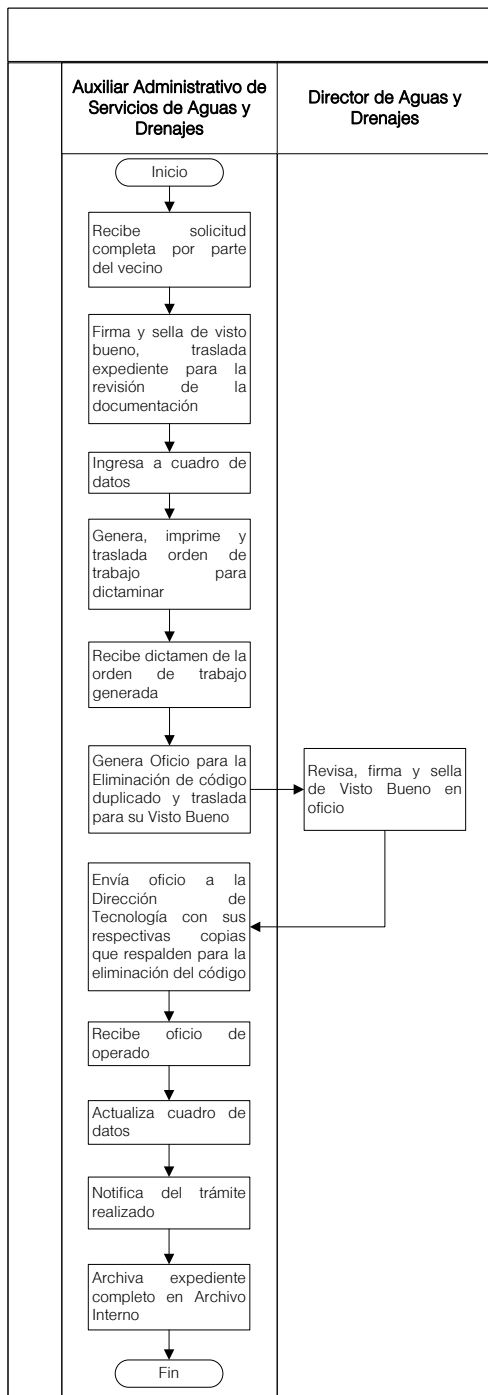 Auxiliar Administrativo de
Servicios de Aguas y
Drenajes
Director de Aguas y
Drenajes
Inicio
Recibe solicitud
completa por parte
del vecino
Firma y sella de visto
bueno, traslada
expediente para la
revisión de la
documentación
Ingresa a cuadro de
datos
Genera, imprime y
traslada orden de
trabajo para
dictaminar
Recibe dictamen de la
orden de trabajo
generada
Genera Oficio para la
Eliminación de código
duplicado y traslada
para su Visto Bueno
Revisa, firma y sella
de Visto Bueno en
oficio
Envía oficio a la
Dirección de
Tecnología con sus
respectivas copias
que respalden para la
eliminación del código
Recibe oficio de
operado
Actualiza cuadro de
datos
Notifica del trámite
realizado
Archiva expediente
completo en Archivo
Interno
Fin